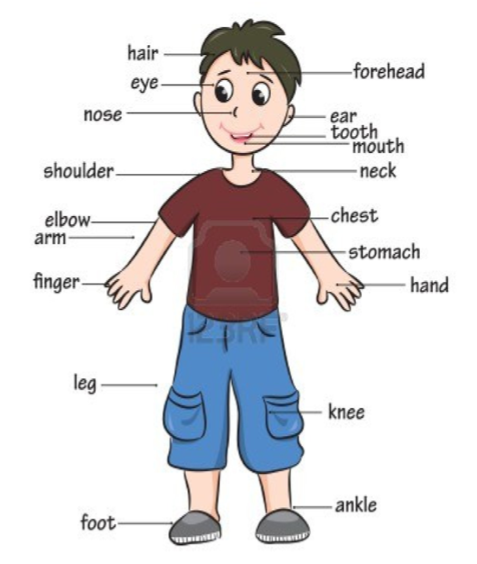 hair
forehead
eye
nose
ear
tooth
mouth
shoulder
neck
elbow
chest
arm
stomach
finger
hand
leg
knee
ankle
foot